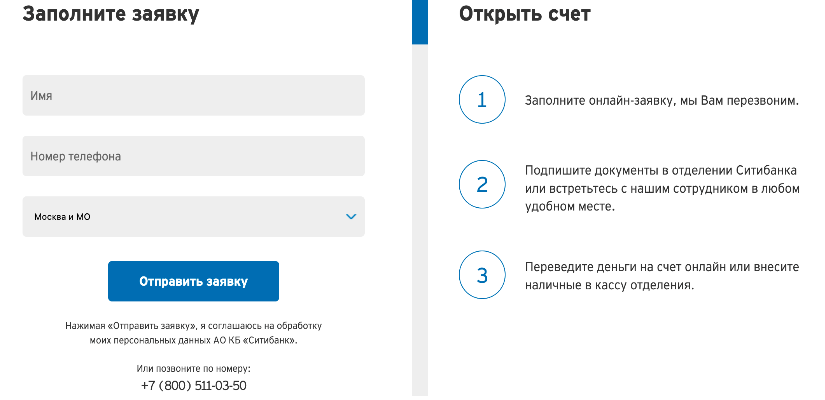 Заполните заявку
Имя
Номер телефона
Москва и МО
Отправить заявку
Нажимая «Отправить заявку», я соглашаюсь на обработку
моих персональных данных АО КБ «Ситибанк».
Или позвоните по номеру:
+7 (800) 511-03-50
Открыть счет
1
Заполните онлайн-заявку, мы Вам перезвоним.
2
Подпишите документы в отделении Ситибанка
или встретьтесь с нашим сотрудником в любом
удобном месте.
3
Переведите деньги на счет онлайн или внесите
наличные в кассу отделения.